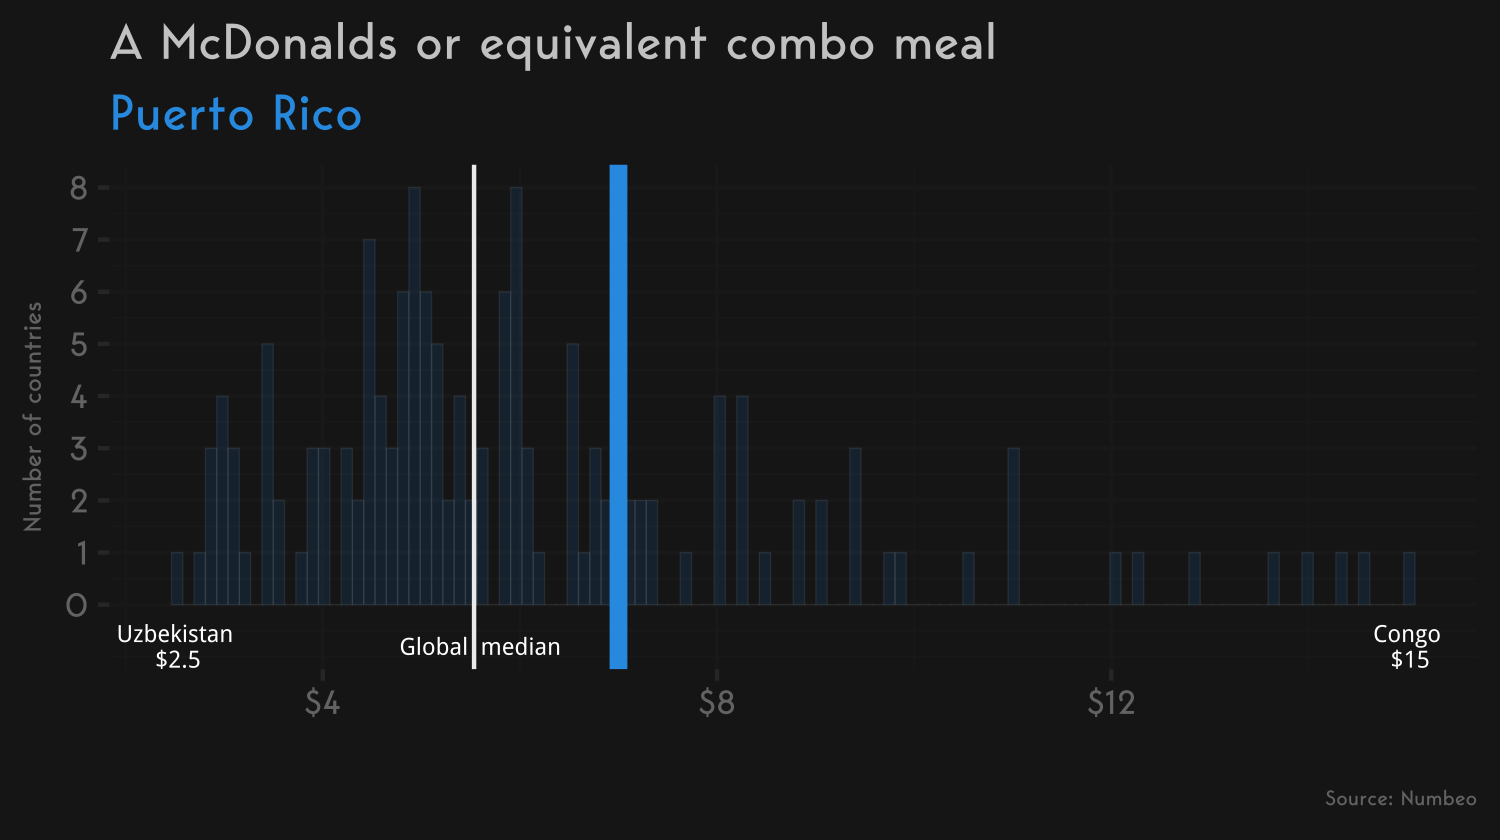 A McDonalds or equivalent combo meal
Puerto Rico
Number of countries
8
7
6
5
4
3
2
1
0
Uzbekistan
$2.5
Global median
Congo
$15
$4 $8 $12
Source: Numbeo